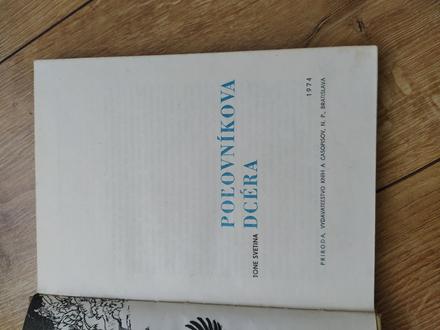 TONE SVETINA
POĽOVNÍKOVA
DCÉRA
1974
PRÍRODA, VYDAVATEĽSTVO KNÍH A ČASOPISOV, N. P., BRATISLAVA